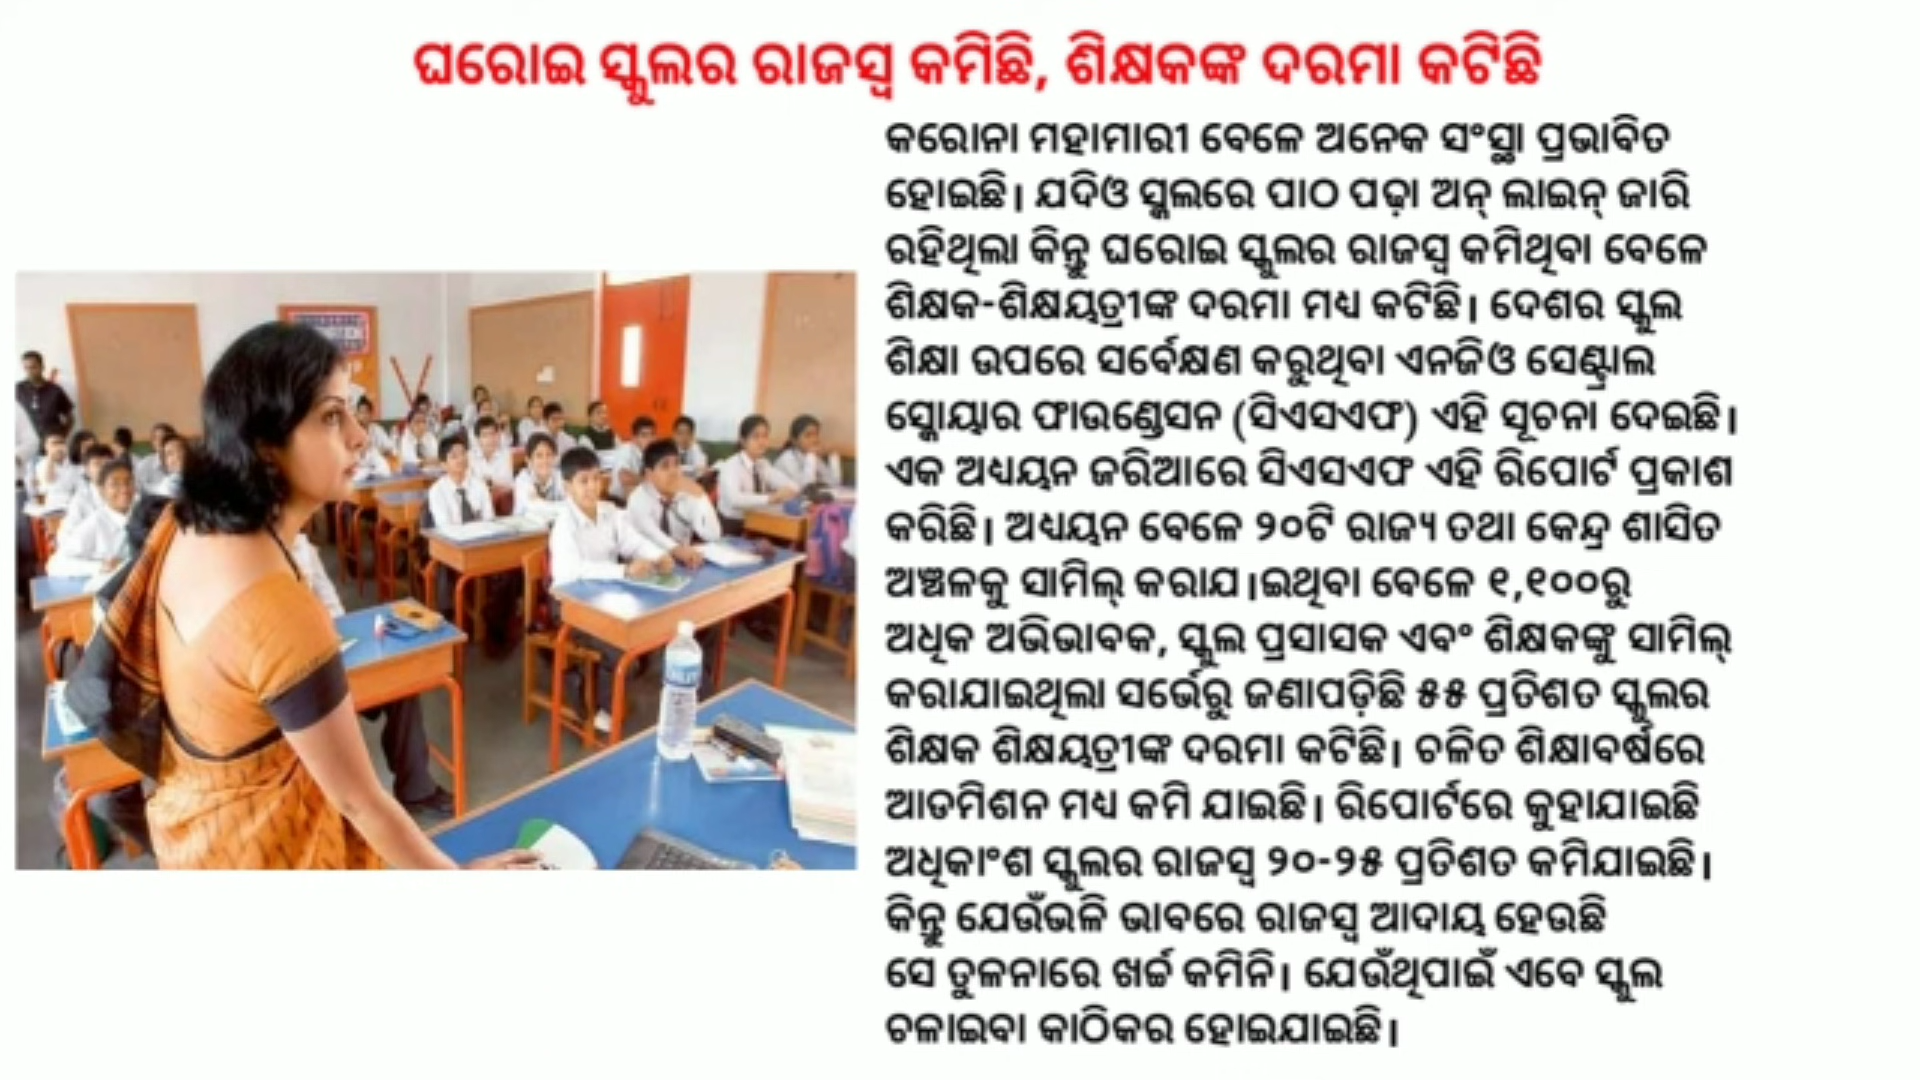 ଘରୋଇ ସ୍କୁଲର ରାଜସ୍ୱ କମିଛି, ଶିକ୍ଷକଙ୍କ ଦରମା କଟିଛି
କରୋନା ମହାମାରୀ ବେଳେ ଅନେକ ସଂସ୍ଥା ପ୍ରଭାବିତ
ହୋଇଛି। ଯଦିଓ ସ୍କୁଲରେ ପାଠ ପଢ଼ା ଅନ୍ ଲାଇନ୍ ଜାରି
ରହିଥିଲା କିନ୍ତୁ ଘରୋଇ ସ୍କୁଲର ରାଜସ୍ୱ କମିଥିବା ବେଳେ
ଶିକ୍ଷକ-ଶିକ୍ଷୟତ୍ରୀଙ୍କ ଦରମା ମଧ୍ୟ କଟିଛି। ଦେଶର ସ୍କୁଲ
ଶିକ୍ଷା ଉପରେ ସର୍ବେକ୍ଷଣ କରୁଥିବା ଏନଜିଓ ସେଣ୍ଟ୍ରାଲ
ସ୍କୋୟାର ଫାଉଣ୍ଡେସନ (ସିଏସଏଫ) ଏହି ସୂଚନା ଦେଇଛି।
ଏକ ଅଧ୍ୟୟନ ଜରିଆରେ ସିଏସଏଫ ଏହି ରିପୋର୍ଟ ପ୍ରକାଶ
କରିଛି। ଅଧ୍ୟୟନ ବେଳେ ୨୦ଟି ରାଜ୍ୟ ତଥା କେନ୍ଦ୍ର ଶାସିତ
ଅଞ୍ଚଳକୁ ସାମିଲ୍ କରାଯ।ଇଥିବା ବେଳେ ୧,୧୦୦ରୁ
ଅଧିକ ଅଭିଭାବକ, ସ୍କୁଲ ପ୍ରସାସକ ଏବଂ ଶିକ୍ଷକଙ୍କୁ ସାମିଲ୍
କରାଯାଇଥିଲା ସର୍ଭେରୁ ଜଣାପଡ଼ିଛି ୫୫ ପ୍ରତିଶତ ସ୍କୁଲର
ଶିକ୍ଷକ ଶିକ୍ଷୟତ୍ରୀଙ୍କ ଦରମା କଟିଛି। ଚଳିତ ଶିକ୍ଷାବର୍ଷରେ
ଆଡମିଶନ ମଧ୍ୟ କମି ଯାଇଛି। ରିପୋର୍ଟରେ କୁହାଯାଇଛି
ଅଧିକାଂଶ ସ୍କୁଲର ରାଜସ୍ୱ ୨୦-୨୫ ପ୍ରତିଶତ କମିଯାଇଛି।
କିନ୍ତୁ ଯେଉଁଭଳି ଭାବରେ ରାଜସ୍ୱ ଆଦାୟ ହେଉଛି
ସେ ତୁଳନାରେ ଖର୍ଚ୍ଚ କମିନି। ଯେଉଁଥିପାଇଁ ଏବେ ସ୍କୁଲ
ଚଳାଇବା କାଠିକର ହୋଇଯାଇଛି।